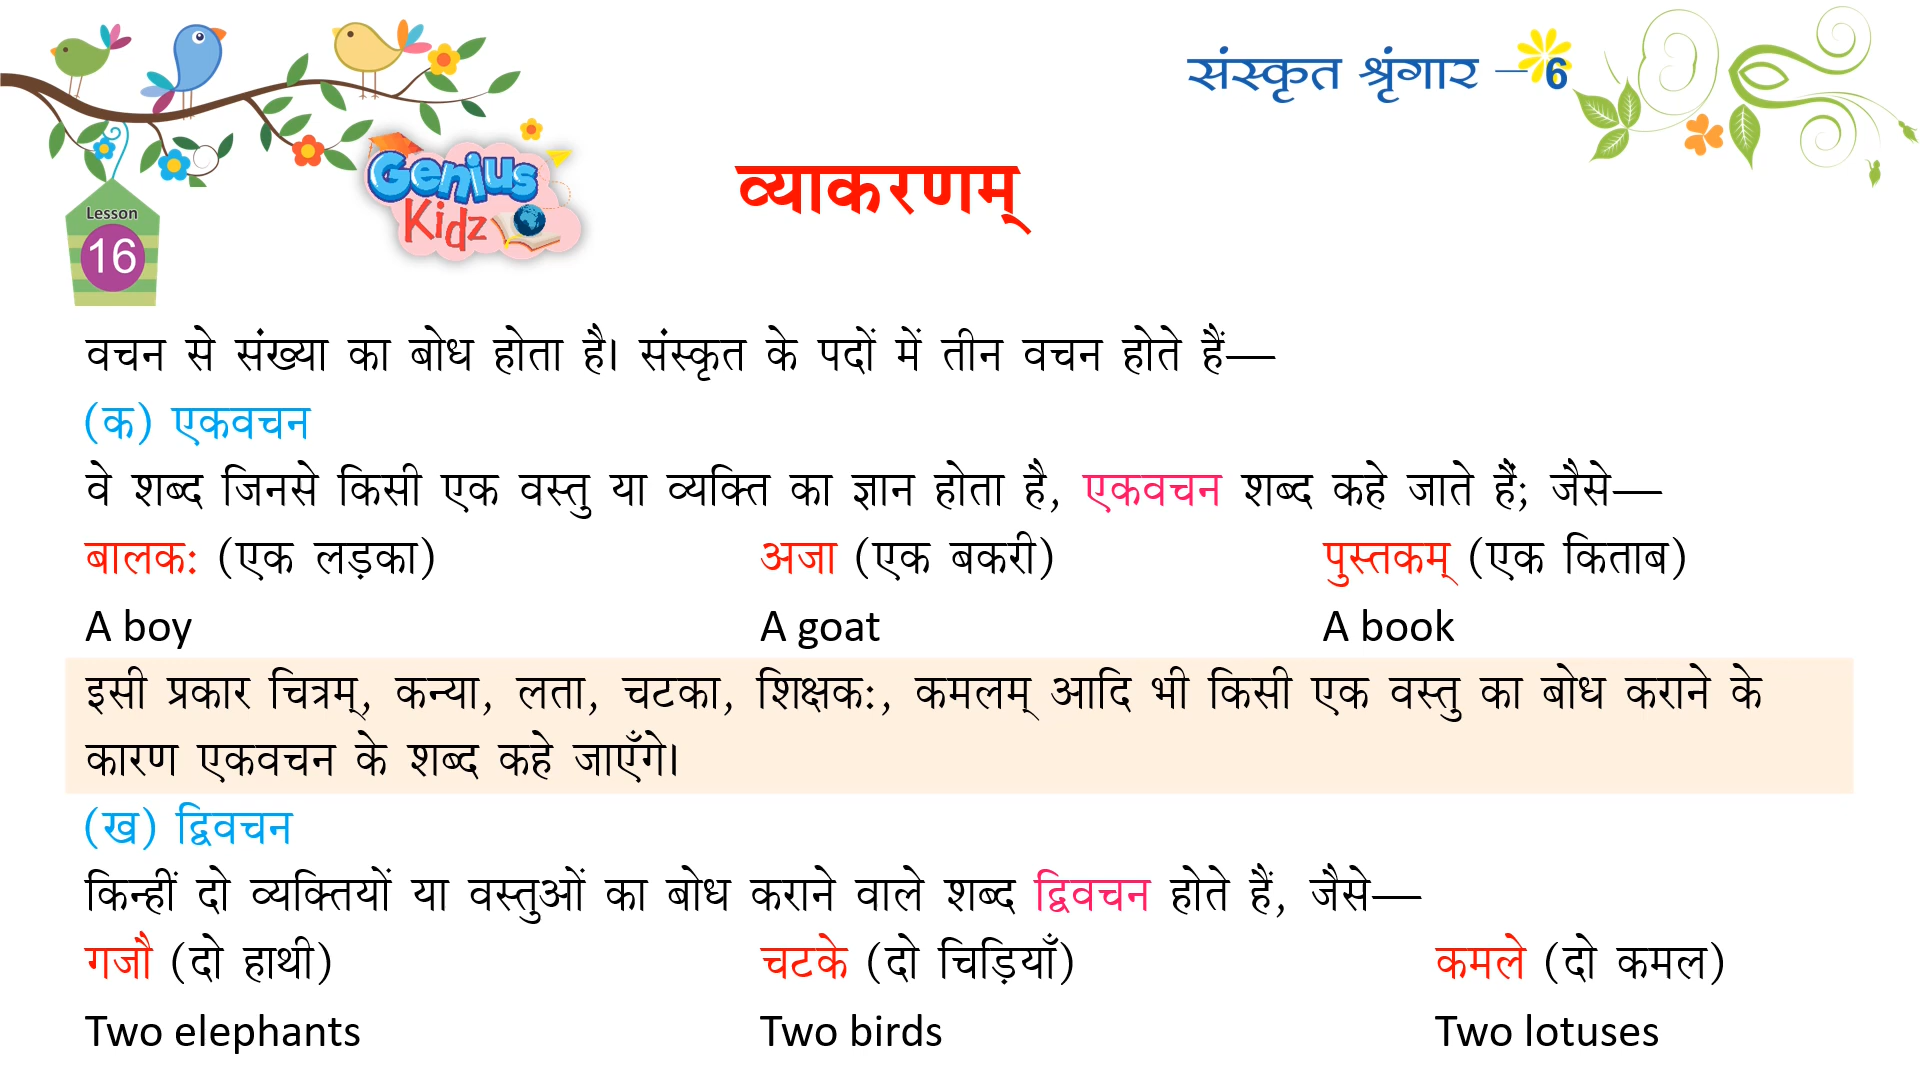 संस्कृत श्रृंगार – 6
Genius
Kidz
व्याकरणम्
Lesson
16
वचन से संख्या का बोध होता है। संस्कृत के पदों में तीन वचन होते हैं—
(क) एकवचन
वे शब्द जिनसे किसी एक वस्तु या व्यक्ति का ज्ञान होता है, एकवचन शब्द कहे जाते हैं; जैसे—
बालकः (एक लड़का) अजा (एक बकरी) पुस्तकम् (एक किताब)
A boy A goat A book
इसी प्रकार चित्रम्, कन्या, लता, चटका, शिक्षकः, कमलम् आदि भी किसी एक वस्तु का बोध कराने के
कारण एकवचन के शब्द कहे जाएँगे।
(ख) द्विवचन
किन्हीं दो व्यक्तियों या वस्तुओं का बोध कराने वाले शब्द द्विवचन होते हैं, जैसे—
गजौ (दो हाथी) चटके (दो चिड़ियाँ) कमले (दो कमल)
Two elephants Two birds Two lotuses